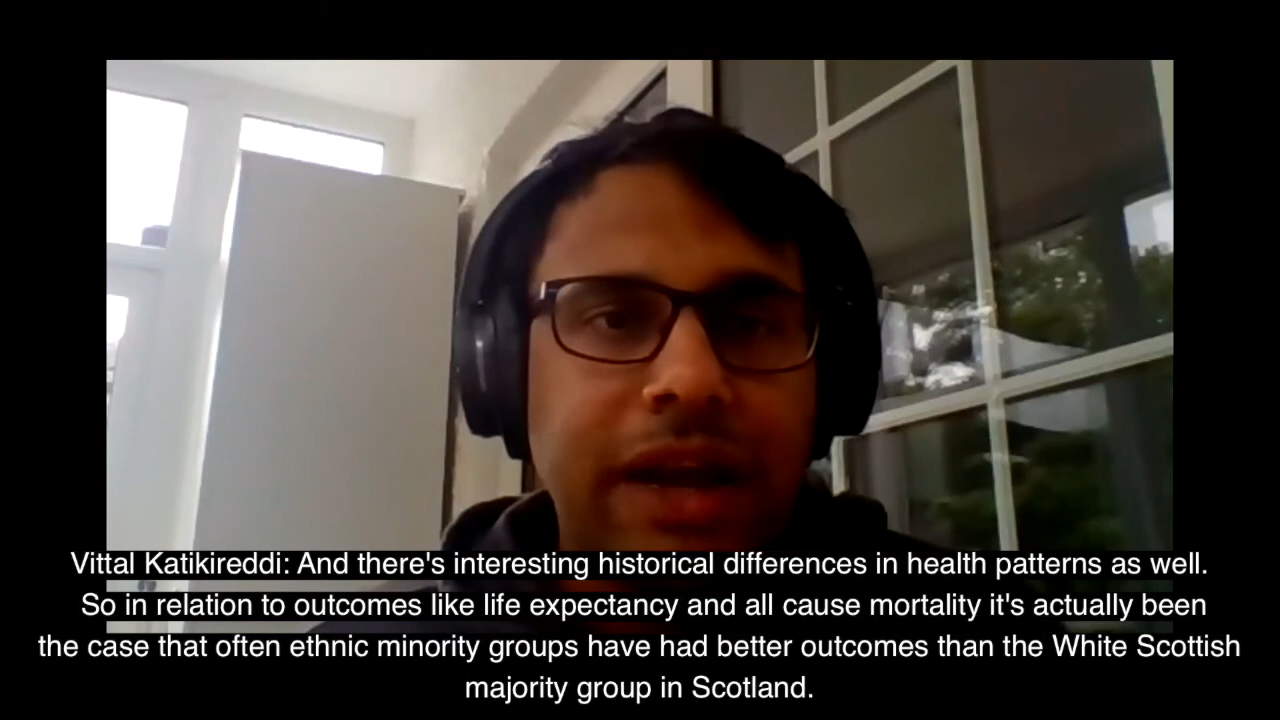 Vittal Katikireddi: And there's interesting historical differences in health patterns as well.
So in relation to outcomes like life expectancy and all cause mortality it's actually been
the case that often ethnic minority groups have had better outcomes than the White Scottish
majority group in Scotland.